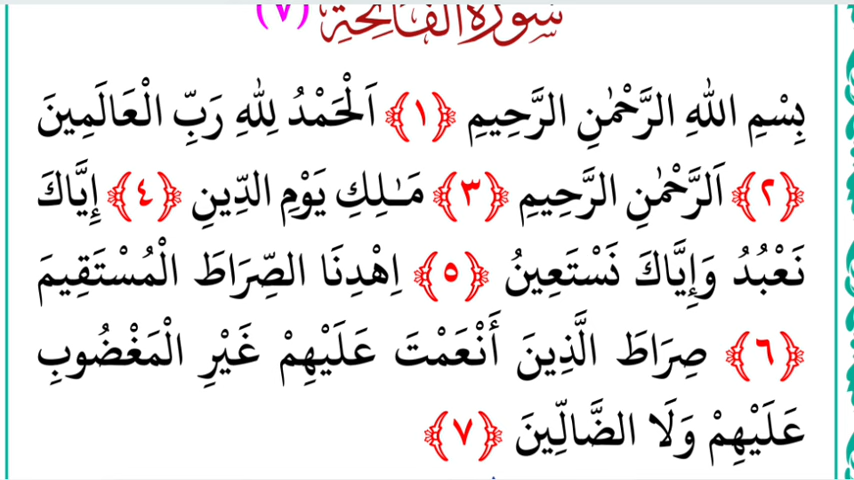 سورة الفاتحة (٧)
بِسْمِ اللهِ الرَّحْمٰنِ الرَّحِيمِ ﴿١﴾ اَلْحَمْدُ لِلّٰهِ رَبِّ الْعَالَمِينَ
﴿٢﴾ اَلرَّحْمٰنِ الرَّحِيمِ ﴿٣﴾ مَـٰلِكِ يَوْمِ الدِّينِ ﴿٤﴾ إِيَّاكَ
نَعْبُدُ وَإِيَّاكَ نَسْتَعِينُ ﴿٥﴾ اِهْدِنَا الصِّرَاطَ الْمُسْتَقِيمَ
﴿٦﴾ صِرَاطَ الَّذِينَ أَنْعَمْتَ عَلَيْهِمْ غَيْرِ الْمَغْضُوبِ
عَلَيْهِمْ وَلَا الضَّالِّينَ ﴿٧﴾